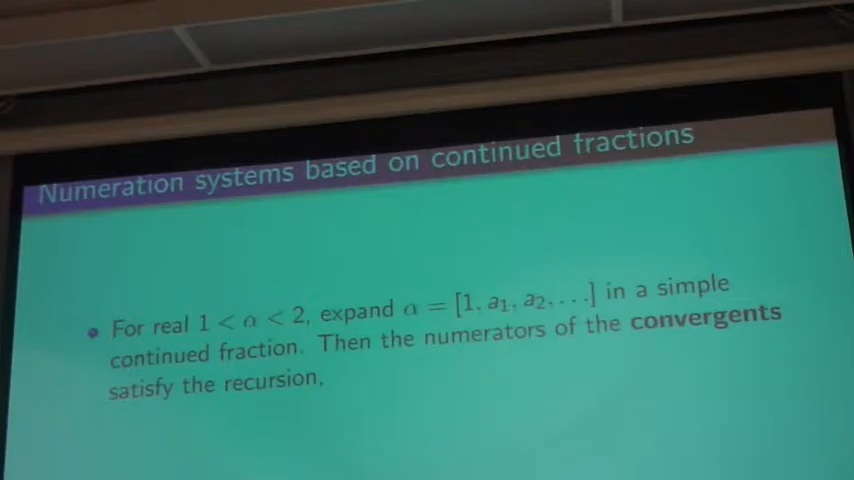 Numeration systems based on continued fractions
For real 1 < α < 2, expand α = [1, a₁, a₂, . . .] in a simple
continued fraction. Then the numerators of the convergents
satisfy the recursion,